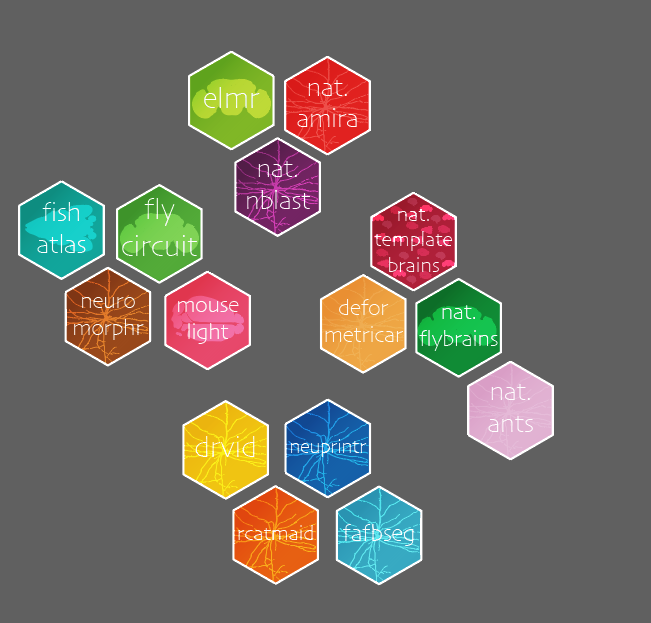 elmr
nat.
amira
nat.
nblast
fish
atlas
fly
circuit
neuro
morphr
mouse
light
nat.
template
brains
defor
metricar
nat.
flybrains
nat.
ants
drvid
neuprintr
rcatmaid
fafbseg